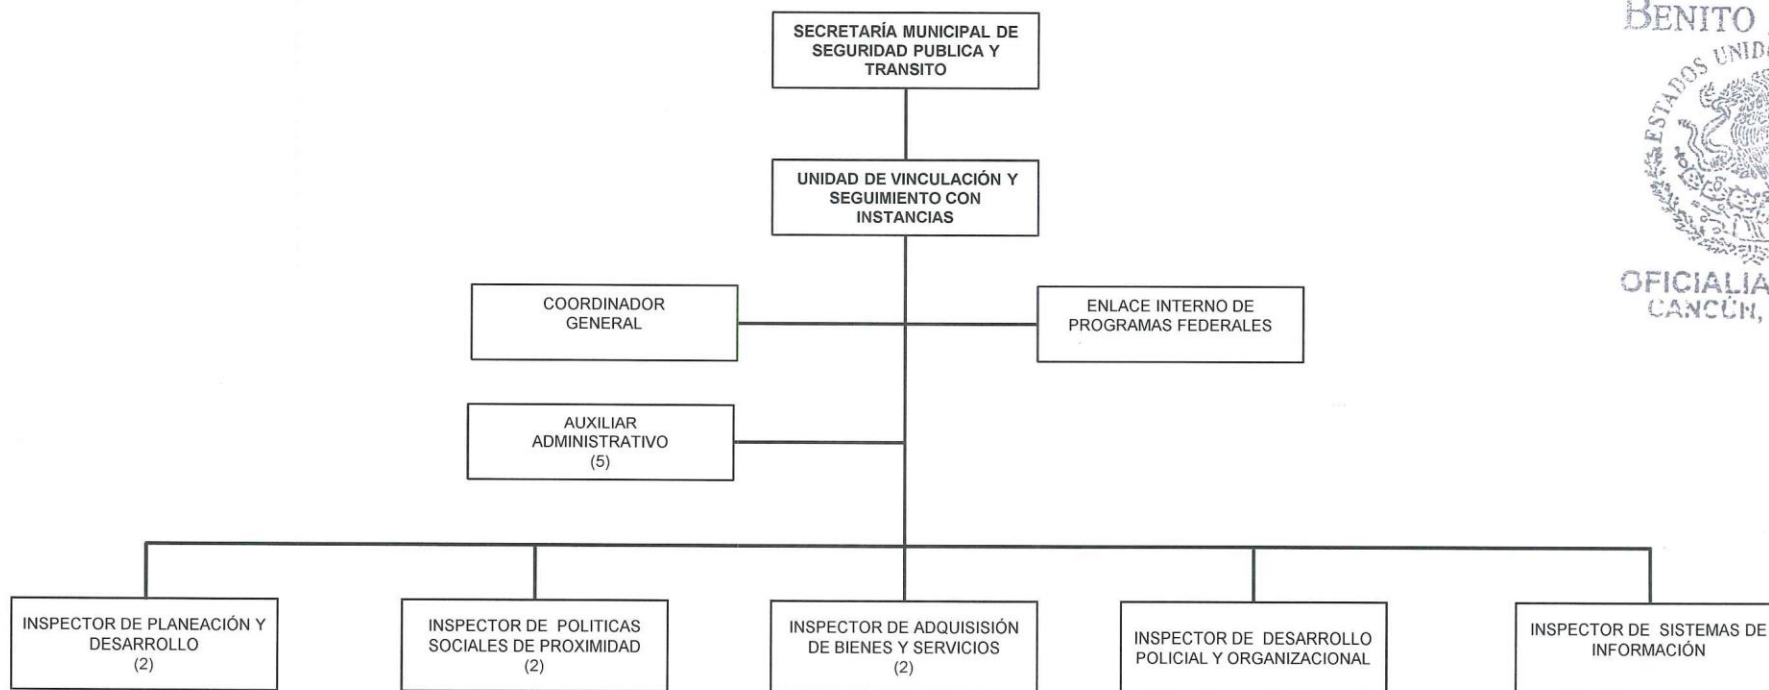 BENITO
SECRETARÍA MUNICIPAL DE
SEGURIDAD PUBLICA Y
TRANSITO
ESTADOS UNID
UNIDAD DE VINCULACIÓN Y
SEGUIMIENTO CON
INSTANCIAS
OFICIALIA
CANCÚN,
COORDINADOR
GENERAL
ENLACE INTERNO DE
PROGRAMAS FEDERALES
AUXILIAR
ADMINISTRATIVO
(5)
INSPECTOR DE PLANEACIÓN Y
DESARROLLO
(2)
INSPECTOR DE POLITICAS
SOCIALES DE PROXIMIDAD
(2)
INSPECTOR DE ADQUISISIÓN
DE BIENES Y SERVICIOS
(2)
INSPECTOR DE DESARROLLO
POLICIAL Y ORGANIZACIONAL
INSPECTOR DE SISTEMAS DE
INFORMACIÓN